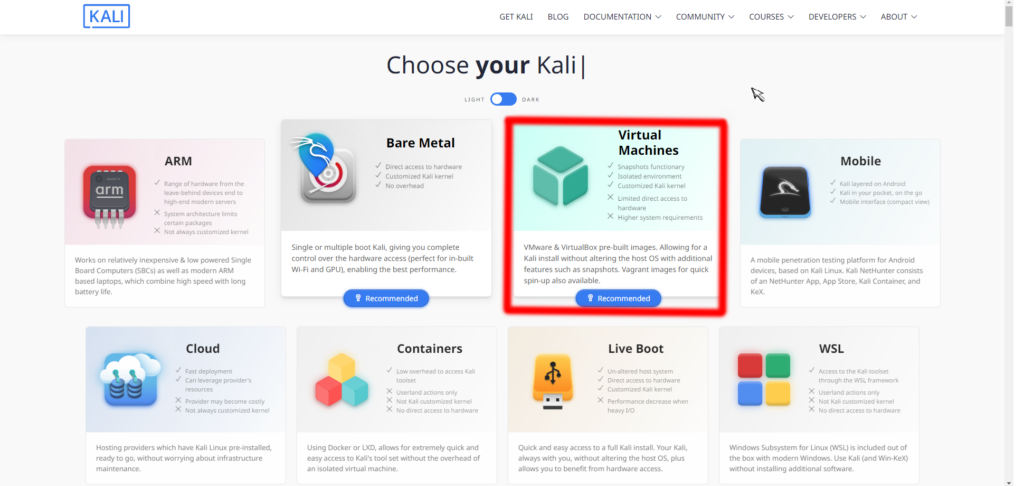 KALI
GET KALI BLOG DOCUMENTATION COMMUNITY COURSES DEVELOPERS ABOUT
Choose your Kali|
LIGHT DARK
ARM
Range of hardware from the
leave-behind devices end to
high-end modern servers
System architecture limits
certain packages
Not always customized kernel
arm
Works on relatively inexpensive & low powered Single
Board Computers (SBCs) as well as modern ARM
based laptops, which combine high speed with long
battery life.
Bare Metal
Direct access to hardware
Customized Kali kernel
No overhead
Single or multiple boot Kali, giving you complete
control over the hardware access (perfect for in-built
Wi-Fi and GPU), enabling the best performance.
Recommended
Virtual
Machines
Snapshots functionary
Isolated environment
Customized Kali kernel
Limited direct access to
hardware
Higher system requirements
VMware & VirtualBox pre-built images. Allowing for a
Kali install without altering the host OS with additional
features such as snapshots. Vagrant images for quick
spin-up also available.
Recommended
Mobile
Kali layered on Android
Kali in your pocket, on the go
Mobile interface (compact view)
A mobile penetration testing platform for Android
devices, based on Kali Linux. Kali NetHunter consists
of an NetHunter App, App Store, Kali Container, and
KeX.
Cloud
Fast deployment
Can leverage provider's
resources
Provider may become costly
Not always customized kernel
Hosting providers which have Kali Linux pre-installed,
ready to go, without worrying about infrastructure
maintenance.
Containers
Low overhead to access Kali
toolset
Userland actions only
Not Kali customized kernel
No direct access to hardware
Using Docker or LXD, allows for extremely quick and
easy access to Kali's tool set without the overhead of
an isolated virtual machine.
Live Boot
Un-altered host system
Direct access to hardware
Customized Kali kernel
Performance decrease when
heavy I/O
Quick and easy access to a full Kali install. Your Kali,
always with you, without altering the host OS, plus
allows you to benefit from hardware access.
WSL
Access to the Kali toolset
through the WSL framework
Userland actions only
Not Kali customized kernel
No direct access to hardware
Windows Subsystem for Linux (WSL) is included out of
the box with modern Windows. Use Kali (and Win-KeX)
without installing additional software.